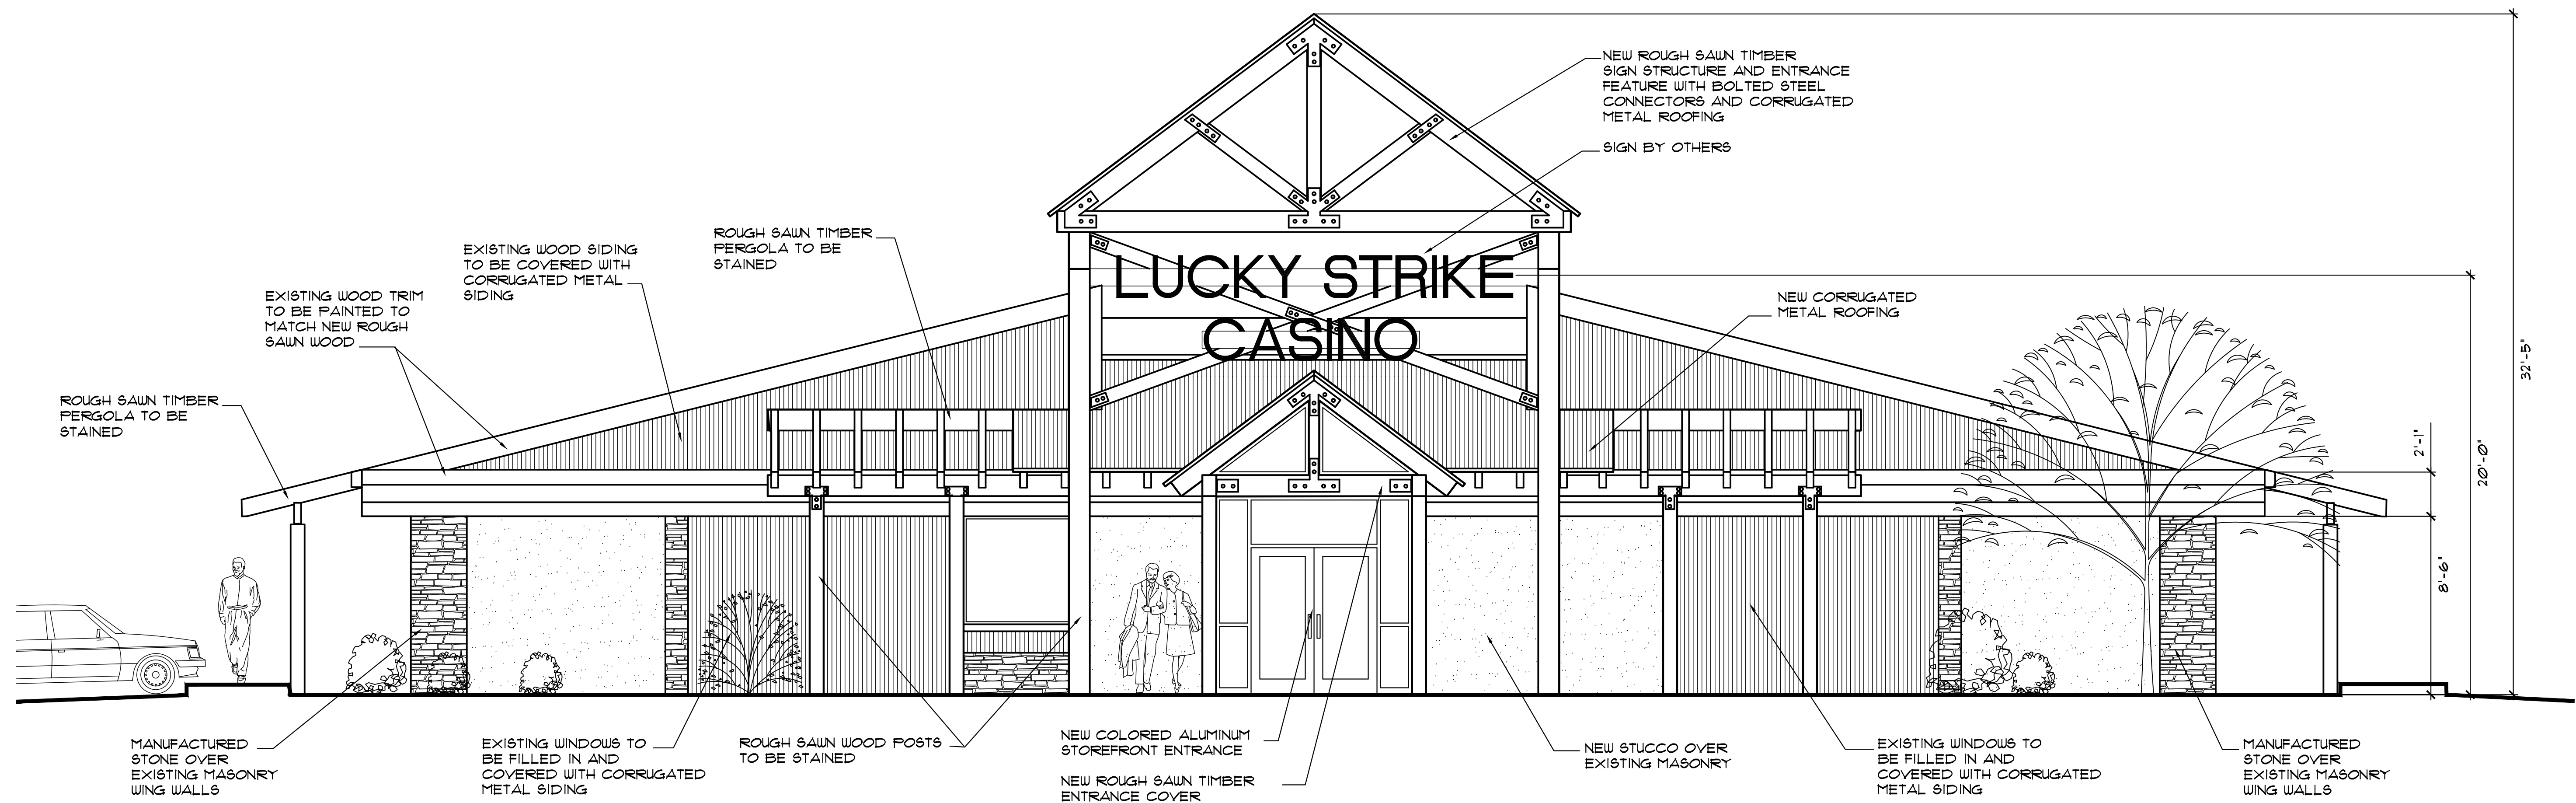 NEW ROUGH SAWN TIMBER
SIGN STRUCTURE AND ENTRANCE
FEATURE WITH BOLTED STEEL
CONNECTORS AND CORRUGATED
METAL ROOFING
SIGN BY OTHERS
ROUGH SAWN TIMBER
PERGOLA TO BE
STAINED
EXISTING WOOD SIDING
TO BE COVERED WITH
CORRUGATED METAL
SIDING
EXISTING WOOD TRIM
TO BE PAINTED TO
MATCH NEW ROUGH
SAWN WOOD
ROUGH SAWN TIMBER
PERGOLA TO BE
STAINED
LUCKY STRIKE
CASINO
NEW CORRUGATED
METAL ROOFING
32'-5"
20'-0"
2'-1"
8'-6"
MANUFACTURED
STONE OVER
EXISTING MASONRY
WING WALLS
EXISTING WINDOWS TO
BE FILLED IN AND
COVERED WITH CORRUGATED
METAL SIDING
ROUGH SAWN WOOD POSTS
TO BE STAINED
NEW COLORED ALUMINUM
STOREFRONT ENTRANCE
NEW ROUGH SAWN TIMBER
ENTRANCE COVER
NEW STUCCO OVER
EXISTING MASONRY
EXISTING WINDOWS TO
BE FILLED IN AND
COVERED WITH CORRUGATED
METAL SIDING
MANUFACTURED
STONE OVER
EXISTING MASONRY
WING WALLS